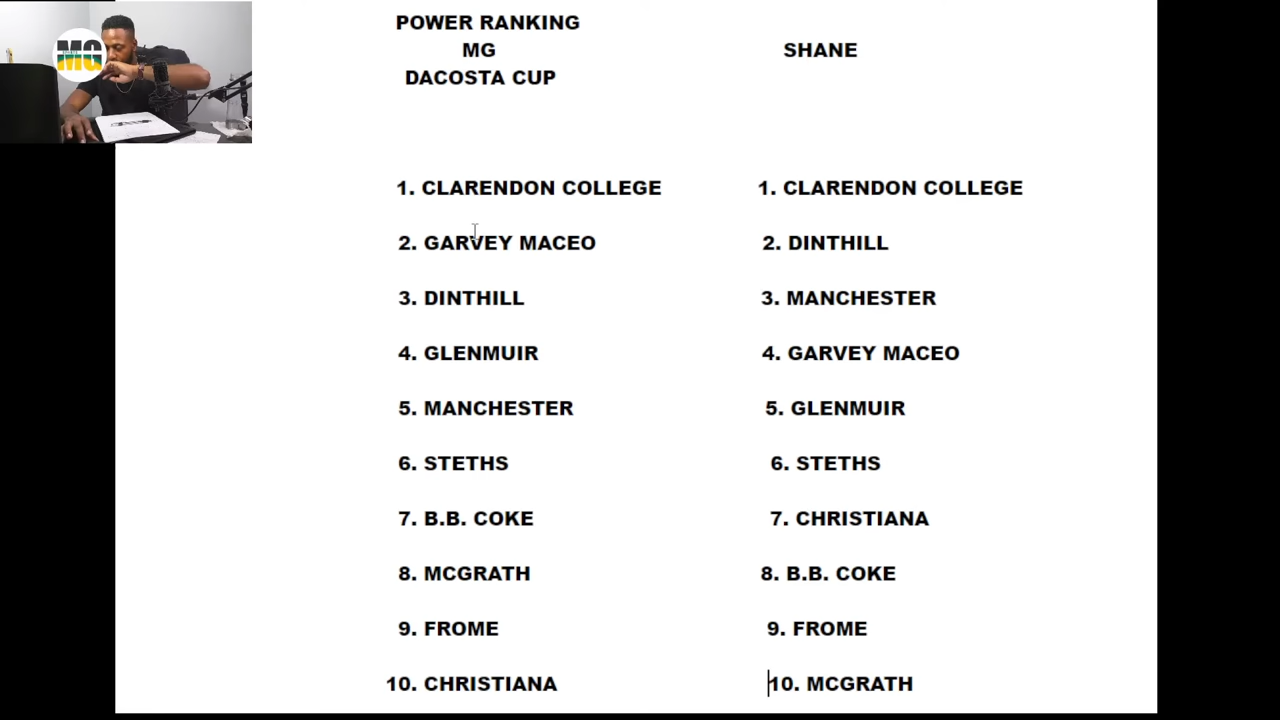 MG
POWER RANKING
MG
DACOSTA CUP
SHANE
1. CLARENDON COLLEGE
2. GARVEY MACEO
3. DINTHILL
4. GLENMUIR
5. MANCHESTER
6. STETHS
7. B.B. COKE
8. MCGRATH
9. FROME
10. CHRISTIANA
1. CLARENDON COLLEGE
2. DINTHILL
3. MANCHESTER
4. GARVEY MACEO
5. GLENMUIR
6. STETHS
7. CHRISTIANA
8. B.B. COKE
9. FROME
10. MCGRATH